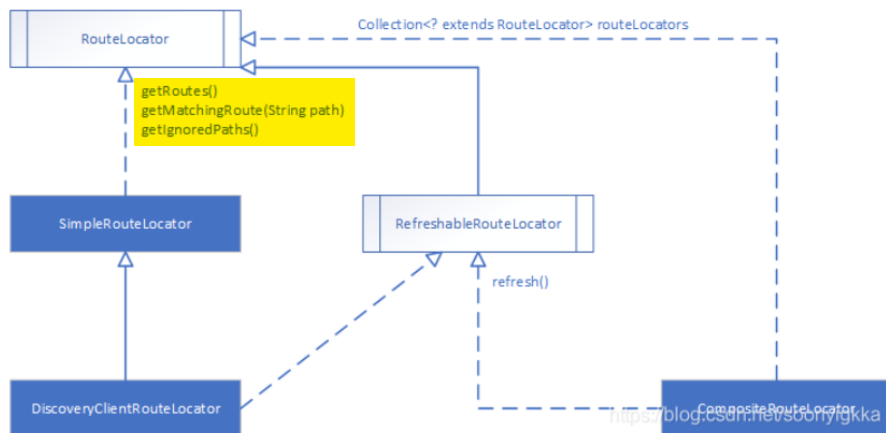 Collection<? extends RouteLocator> routeLocators
RouteLocator
getRoutes()
getMatchingRoute(String path)
getIgnoredPaths()
SimpleRouteLocator
RefreshableRouteLocator
refresh()
DiscoveryClientRouteLocator
CompositeRouteLocator